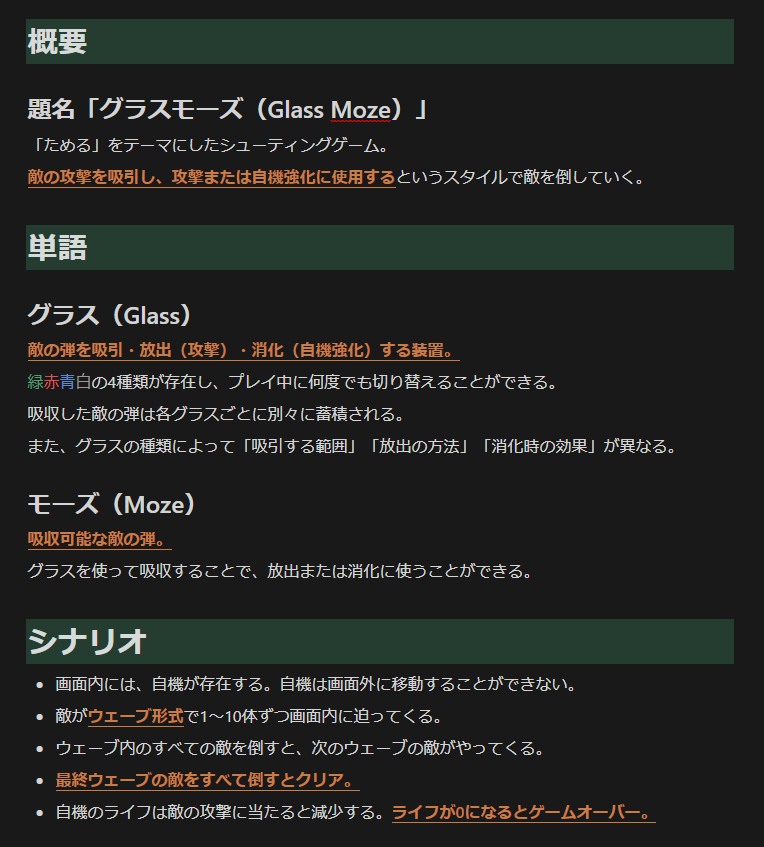 概要
題名「グラスモーズ（Glass Moze）」
「ためる」をテーマにしたシューティングゲーム。
敵の攻撃を吸引し、攻撃または自機強化に使用するというスタイルで敵を倒していく。
単語
グラス（Glass）
敵の弾を吸引・放出（攻撃）・消化（自機強化）する装置。
緑赤青白の4種類が存在し、プレイ中に何度でも切り替えることができる。
吸収した敵の弾は各グラスごとに別々に蓄積される。
また、グラスの種類によって「吸引する範囲」「放出の方法」「消化時の効果」が異なる。
モーズ（Moze）
吸収可能な敵の弾。
グラスを使って吸収することで、放出または消化に使うことができる。
シナリオ
• 画面内には、自機が存在する。自機は画面外に移動することができない。
• 敵がウェーブ形式で1～10体ずつ画面内に迫ってくる。
• ウェーブ内のすべての敵を倒すと、次のウェーブの敵がやってくる。
• 最終ウェーブの敵をすべて倒すとクリア。
• 自機のライフは敵の攻撃に当たると減少する。ライフが0になるとゲームオーバー。